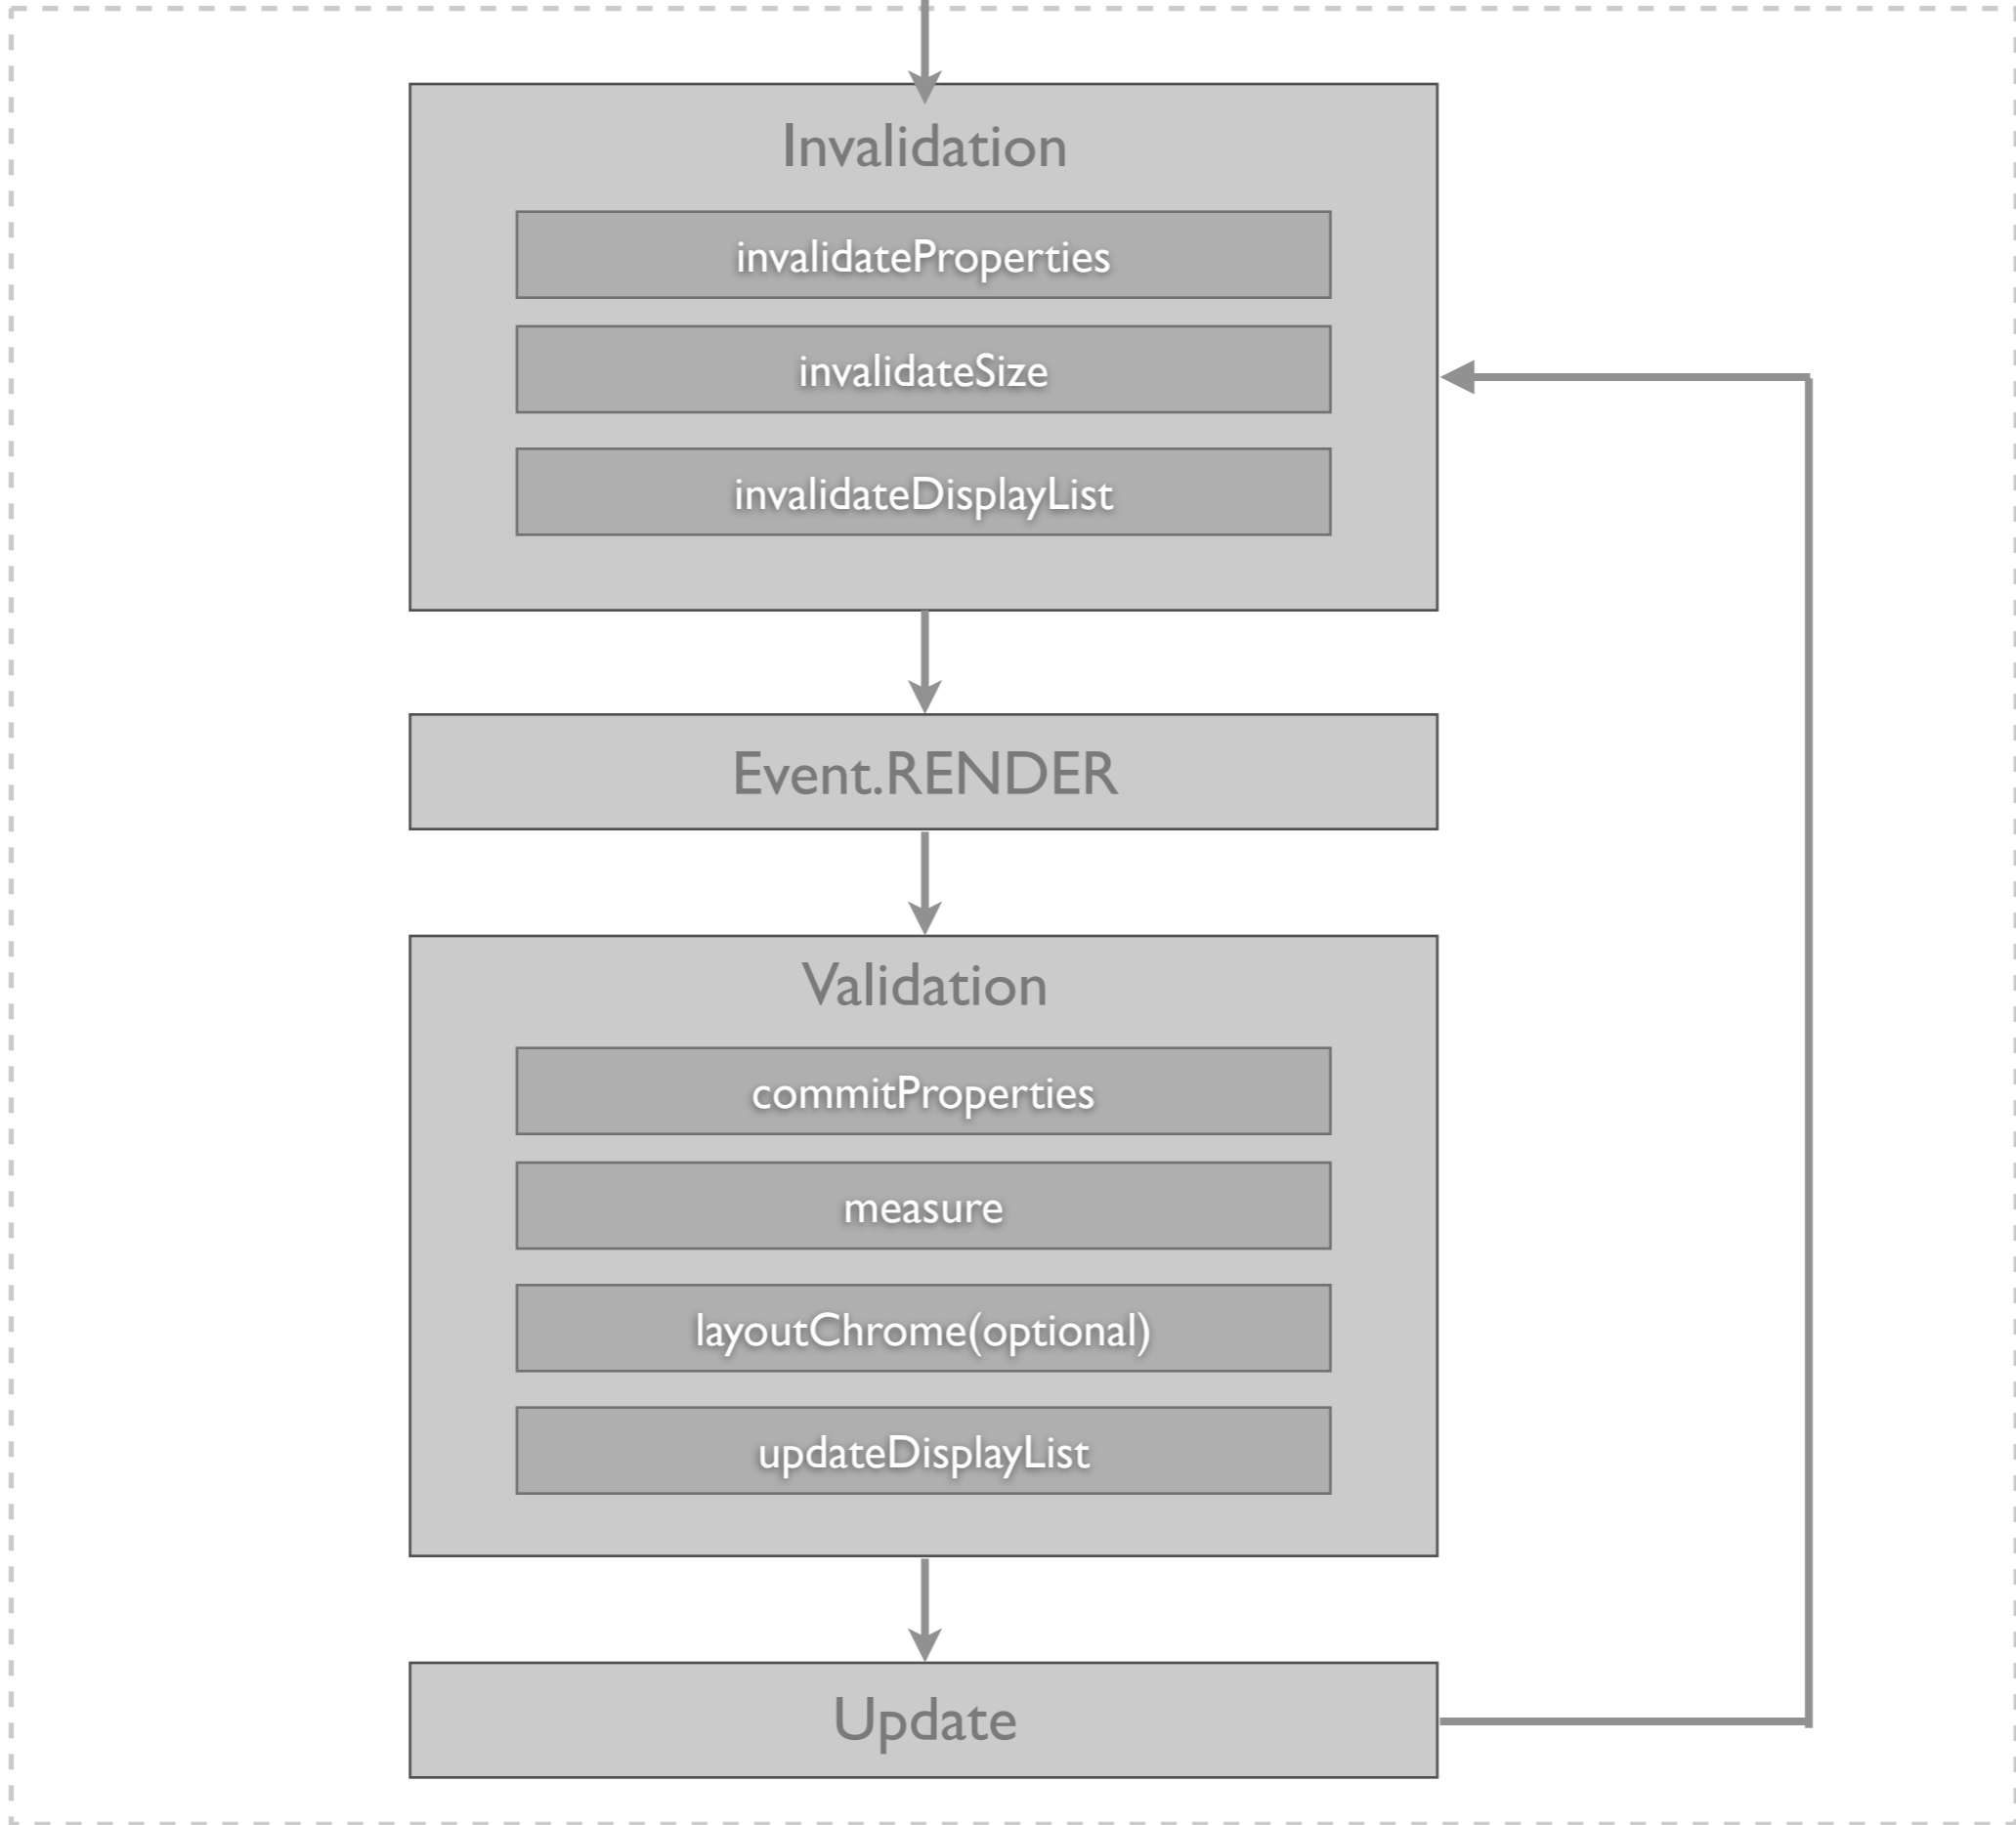 Invalidation
invalidateProperties
invalidateSize
invalidateDisplayList
Event.RENDER
Validation
commitProperties
measure
layoutChrome(optional)
updateDisplayList
Update